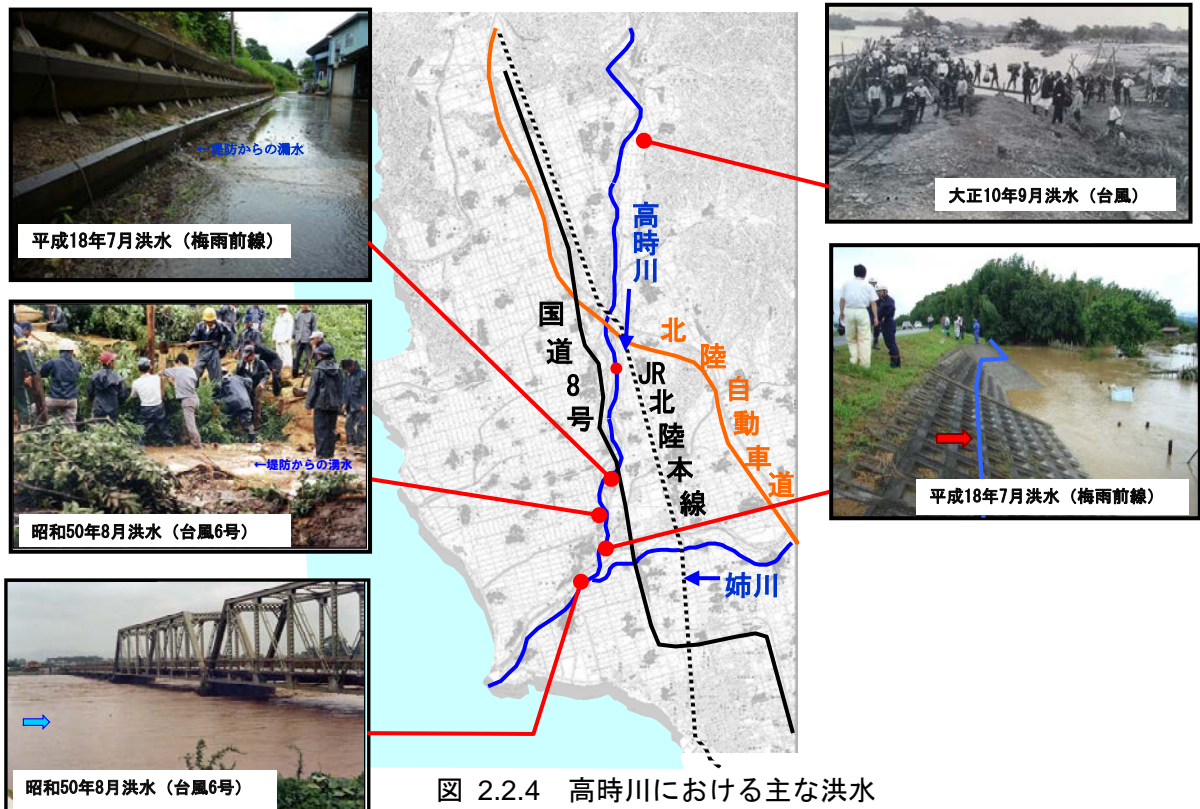 ←堤防からの漏水
平成18年7月洪水（梅雨前線）
←堤防からの湧水
昭和50年8月洪水（台風6号）
昭和50年8月洪水（台風6号）
高時川
国道8号
北陸自動車道
JR北陸本線
姉川
大正10年9月洪水（台風）
平成18年7月洪水（梅雨前線）
図 2.2.4　高時川における主な洪水